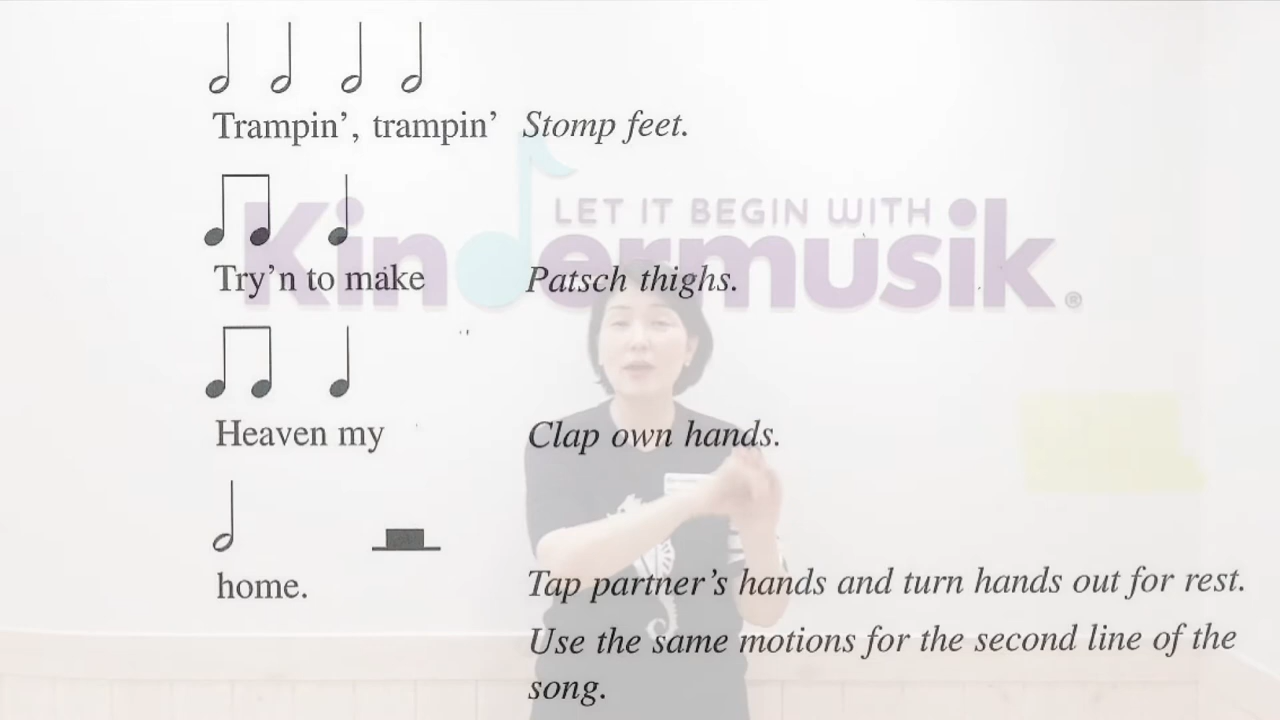 Trampin’, trampin’ Stomp feet.
LET IT BEGIN WITH
Kindermusik®
Try’n to make Patsch thighs.
Heaven my Clap own hands.
home. Tap partner’s hands and turn hands out for rest.
Use the same motions for the second line of the
song.